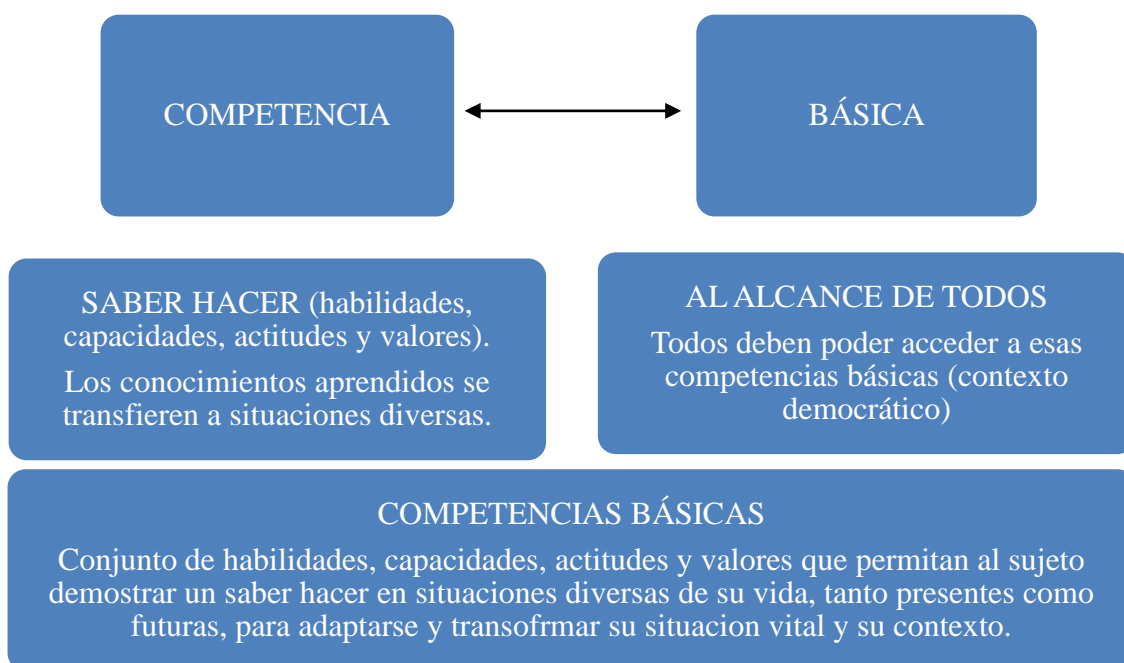 COMPETENCIA
BÁSICA
SABER HACER (habilidades,
capacidades, actitudes y valores).
Los conocimientos aprendidos se
transfieren a situaciones diversas.
AL ALCANCE DE TODOS
Todos deben poder acceder a esas
competencias básicas (contexto
democrático)
COMPETENCIAS BÁSICAS
Conjunto de habilidades, capacidades, actitudes y valores que permitan al sujeto
demostrar un saber hacer en situaciones diversas de su vida, tanto presentes como
futuras, para adaptarse y transofrmar su situacion vital y su contexto.